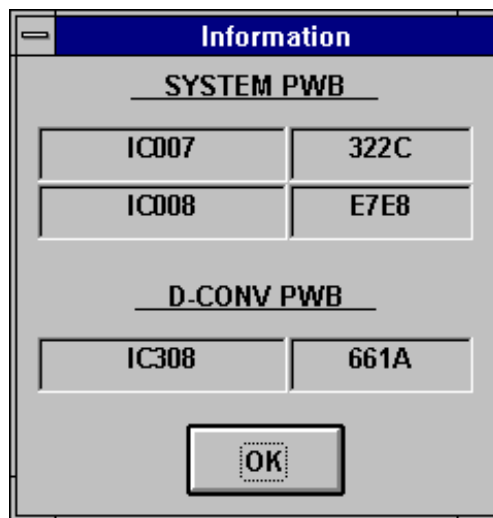 Information
SYSTEM PWB
IC007 322C
IC008 E7E8
D-CONV PWB
IC308 661A
OK